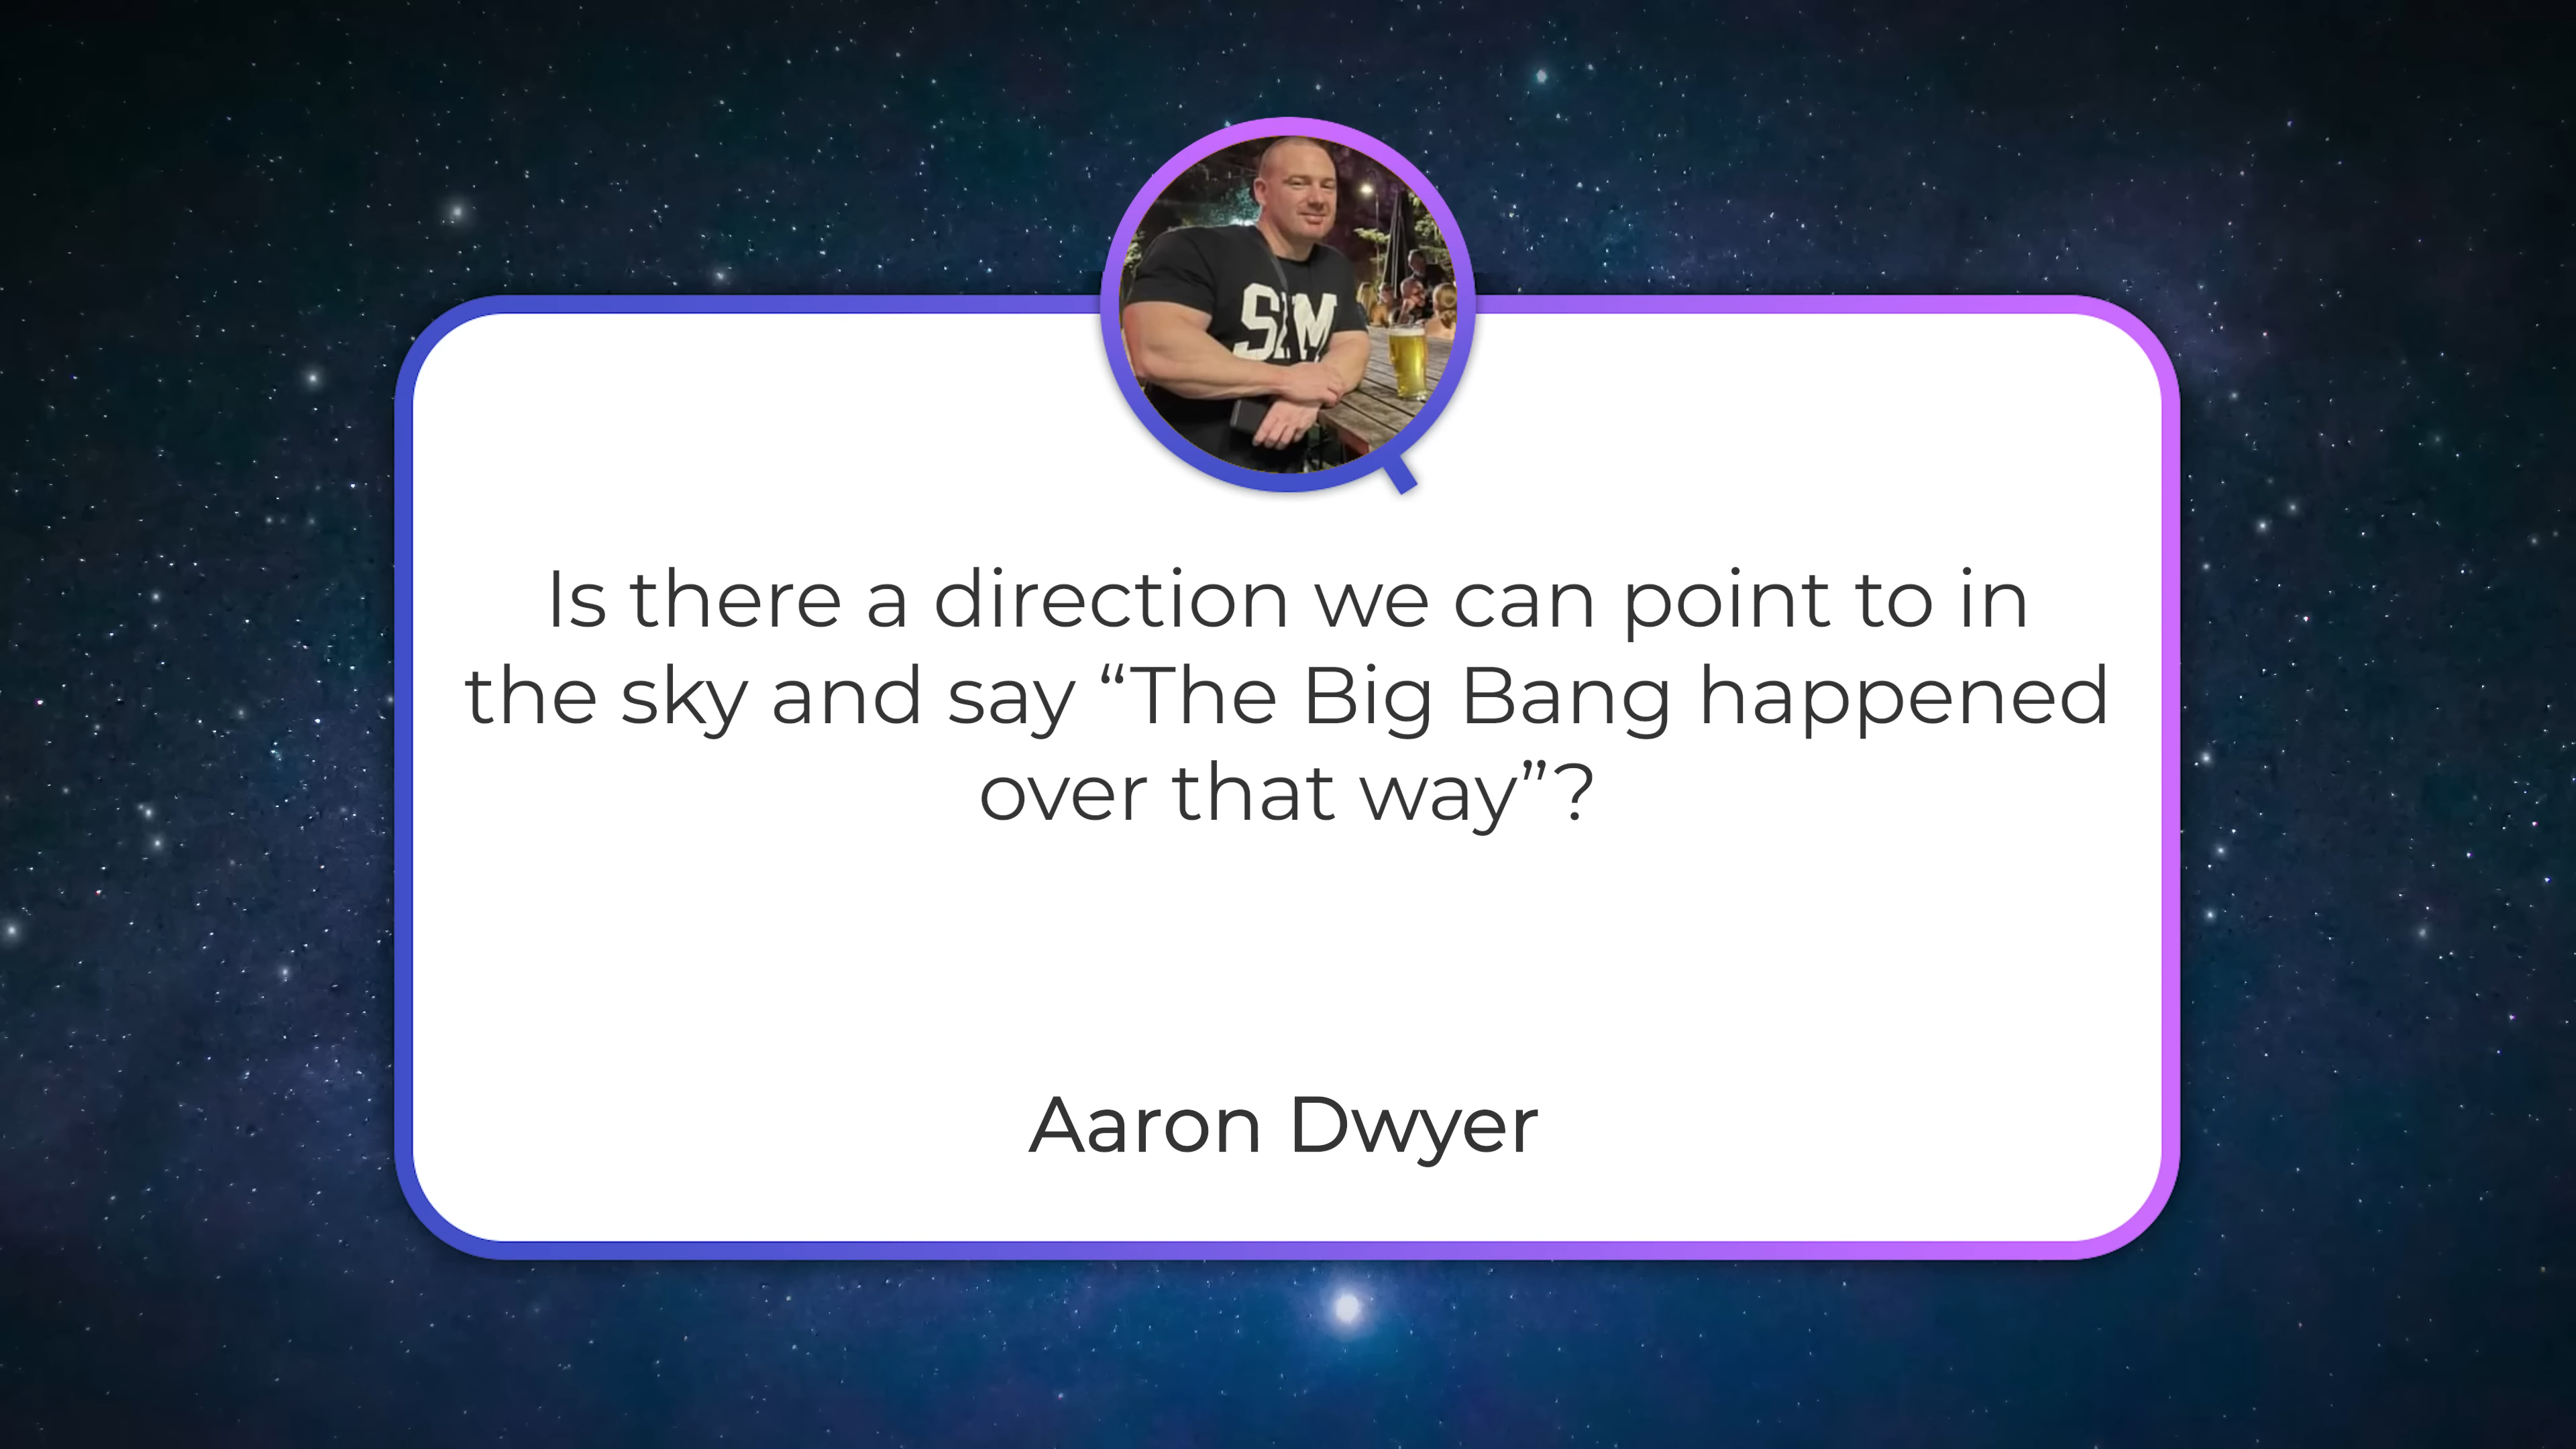 Is there a direction we can point to in
the sky and say “The Big Bang happened
over that way”?
Aaron Dwyer